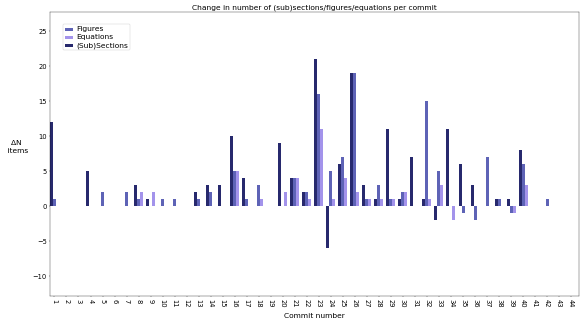 Change in number of (sub)sections/figures/equations per commit
Figures
Equations
(Sub)Sections
ΔN
items
25
20
15
10
5
0
−5
−10
1 2 3 4 5 6 7 8 9 10 11 12 13 14 15 16 17 18 19 20 21 22 23 24 25 26 27 28 29 30 31 32 33 34 35 36 37 38 39 40 41 42 43 44
Commit number